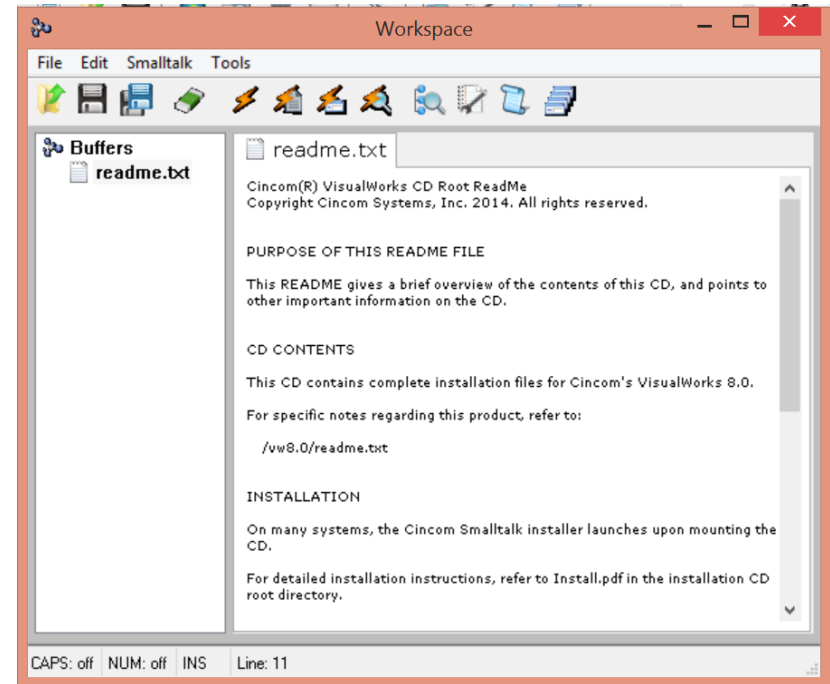 Workspace
File Edit Smalltalk Tools
Buffers
readme.txt
readme.txt
Cincom(R) VisualWorks CD Root ReadMe
Copyright Cincom Systems, Inc. 2014. All rights reserved.
PURPOSE OF THIS README FILE
This README gives a brief overview of the contents of this CD, and points to
other important information on the CD.
CD CONTENTS
This CD contains complete installation files for Cincom's VisualWorks 8.0.
For specific notes regarding this product, refer to:
/vw8.0/readme.txt
INSTALLATION
On many systems, the Cincom Smalltalk installer launches upon mounting the
CD.
For detailed installation instructions, refer to Install.pdf in the installation CD
root directory.
CAPS: off NUM: off INS Line: 11